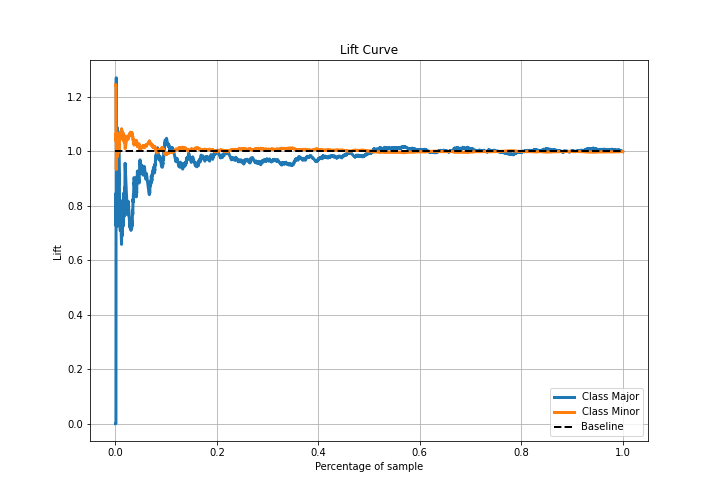 Lift Curve
1.2
1.0
0.8
0.6
0.4
0.2
0.0
Lift
0.0 0.2 0.4 0.6 0.8 1.0
Percentage of sample
Class Major
Class Minor
Baseline